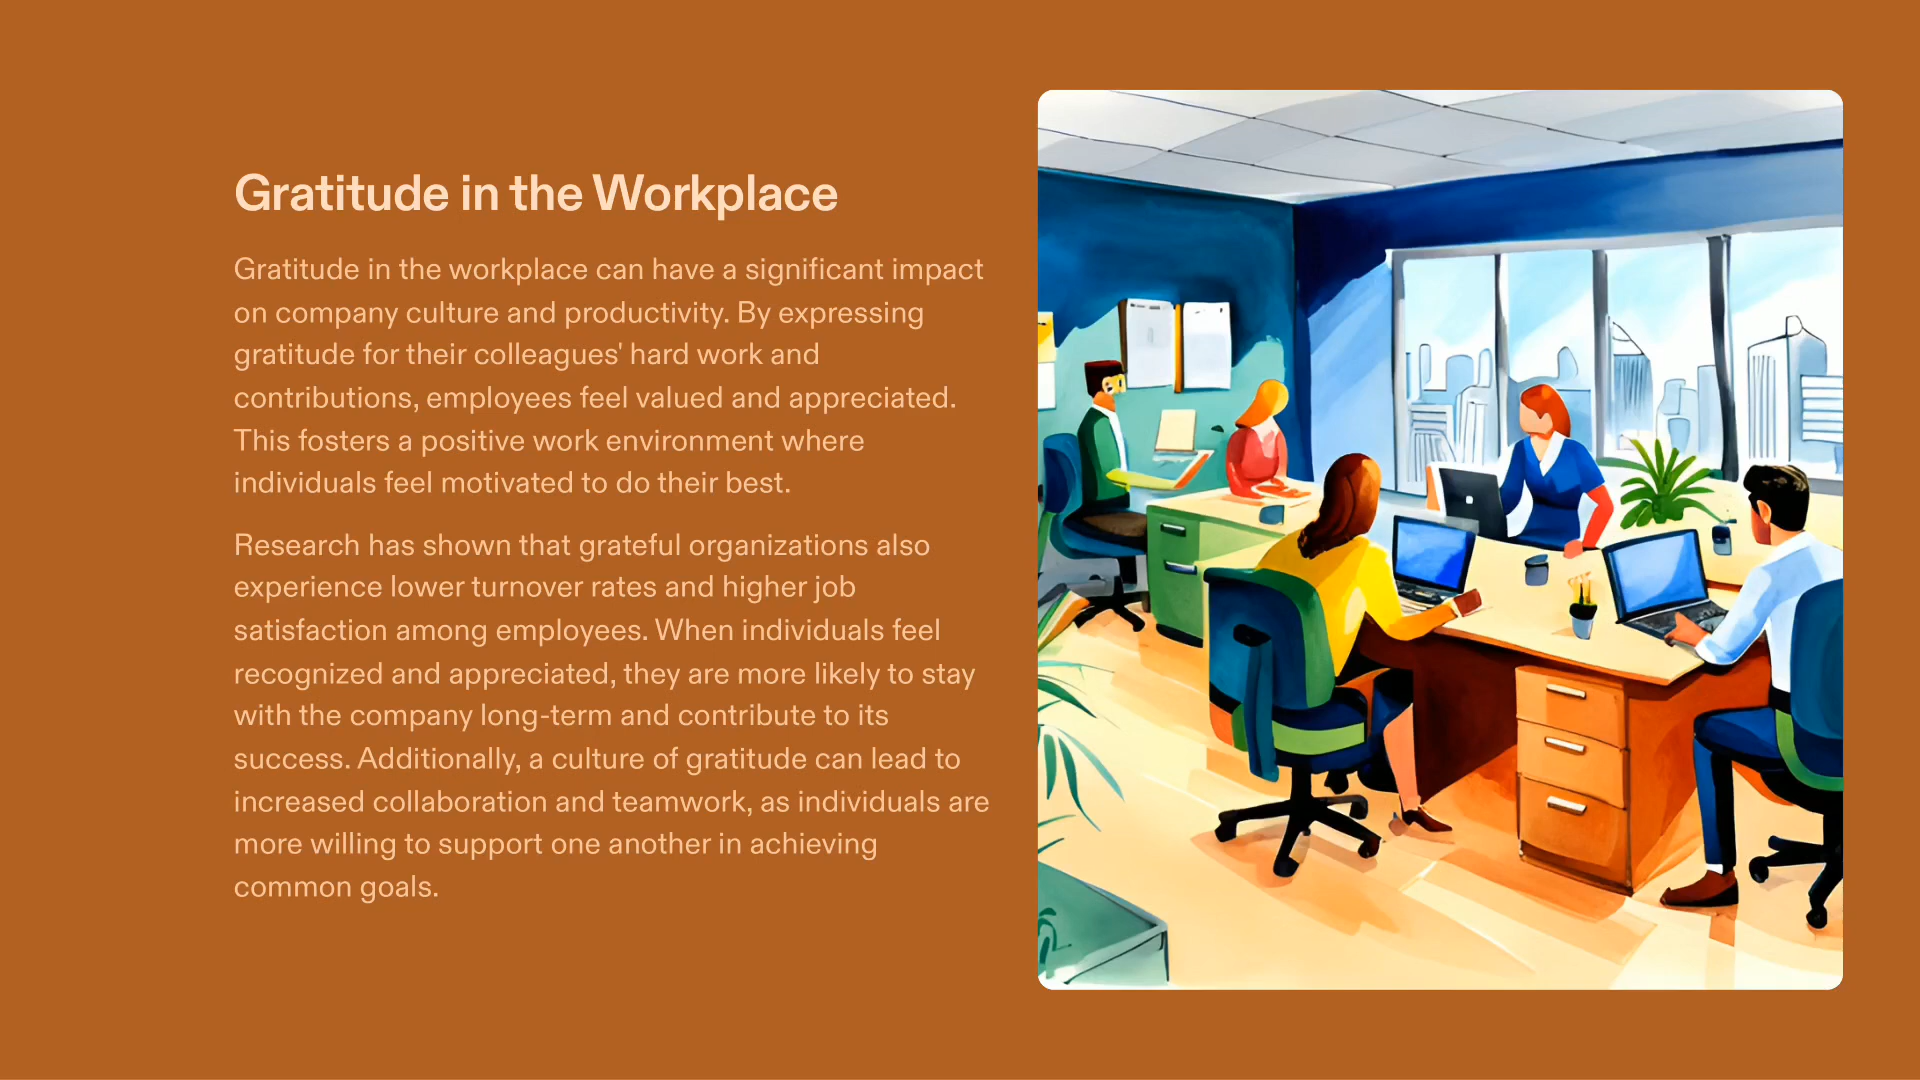 Gratitude in the Workplace
Gratitude in the workplace can have a significant impact
on company culture and productivity. By expressing
gratitude for their colleagues' hard work and
contributions, employees feel valued and appreciated.
This fosters a positive work environment where
individuals feel motivated to do their best.
Research has shown that grateful organizations also
experience lower turnover rates and higher job
satisfaction among employees. When individuals feel
recognized and appreciated, they are more likely to stay
with the company long-term and contribute to its
success. Additionally, a culture of gratitude can lead to
increased collaboration and teamwork, as individuals are
more willing to support one another in achieving
common goals.